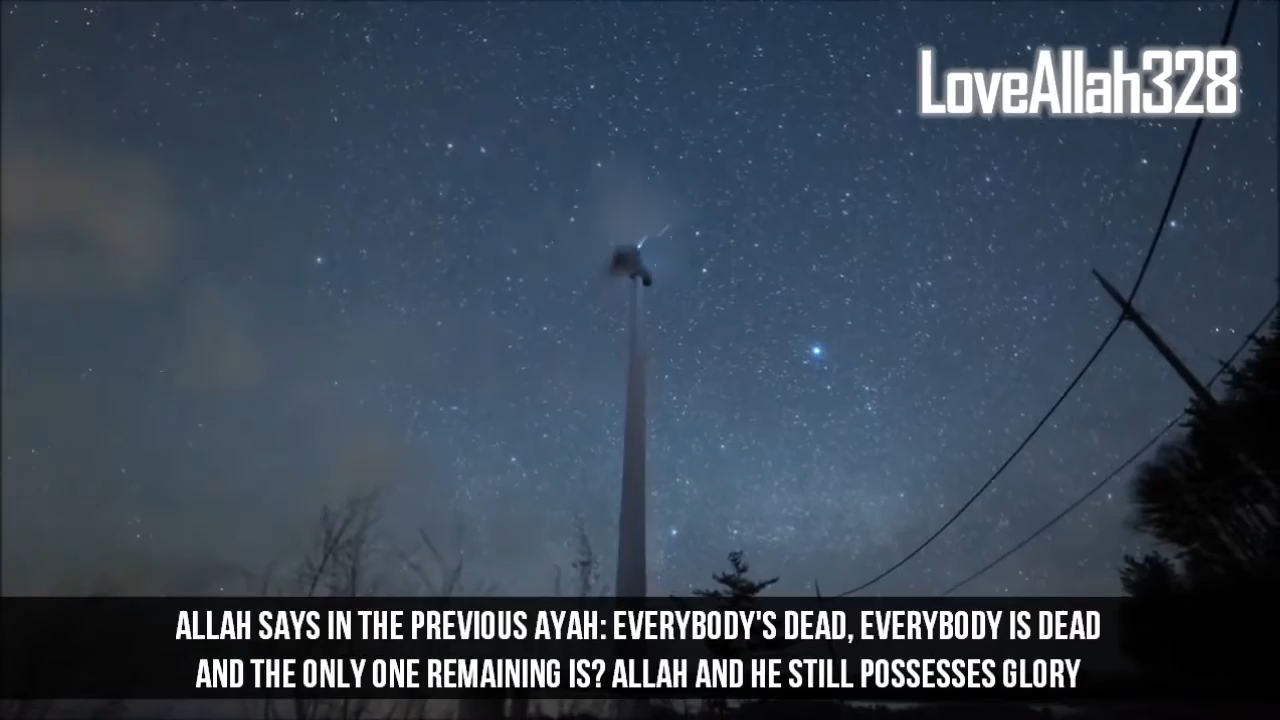 LoveAllah328
ALLAH SAYS IN THE PREVIOUS AYAH: EVERYBODY'S DEAD, EVERYBODY IS DEAD
AND THE ONLY ONE REMAINING IS? ALLAH AND HE STILL POSSESSES GLORY